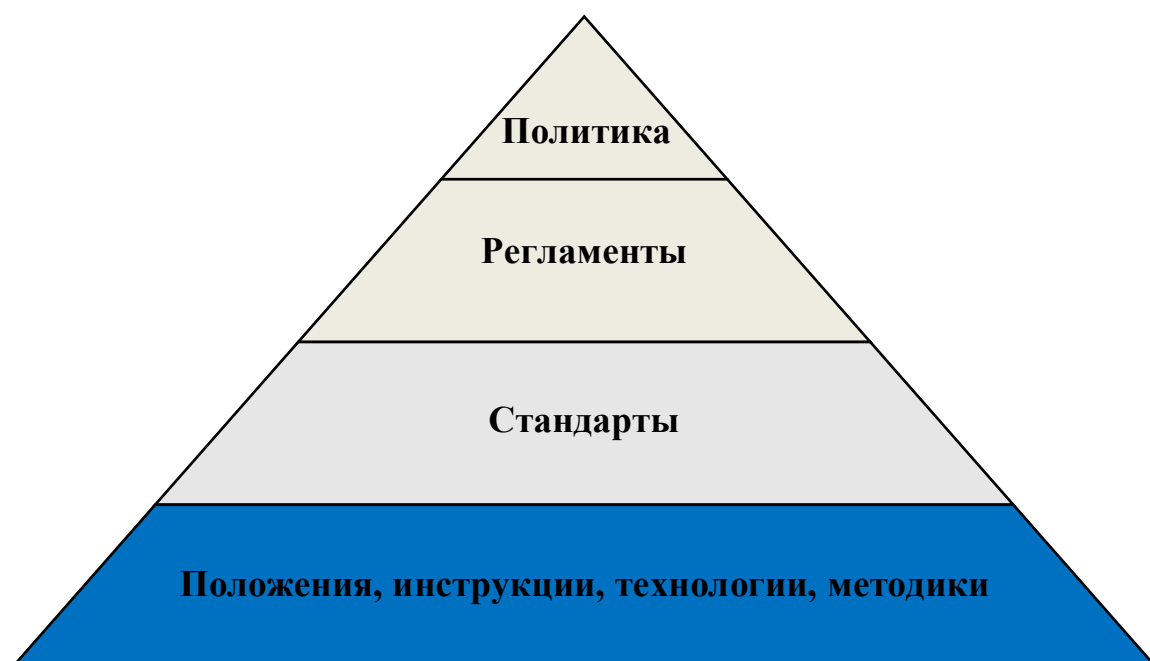 Политика
Регламенты
Стандарты
Положения, инструкции, технологии, методики